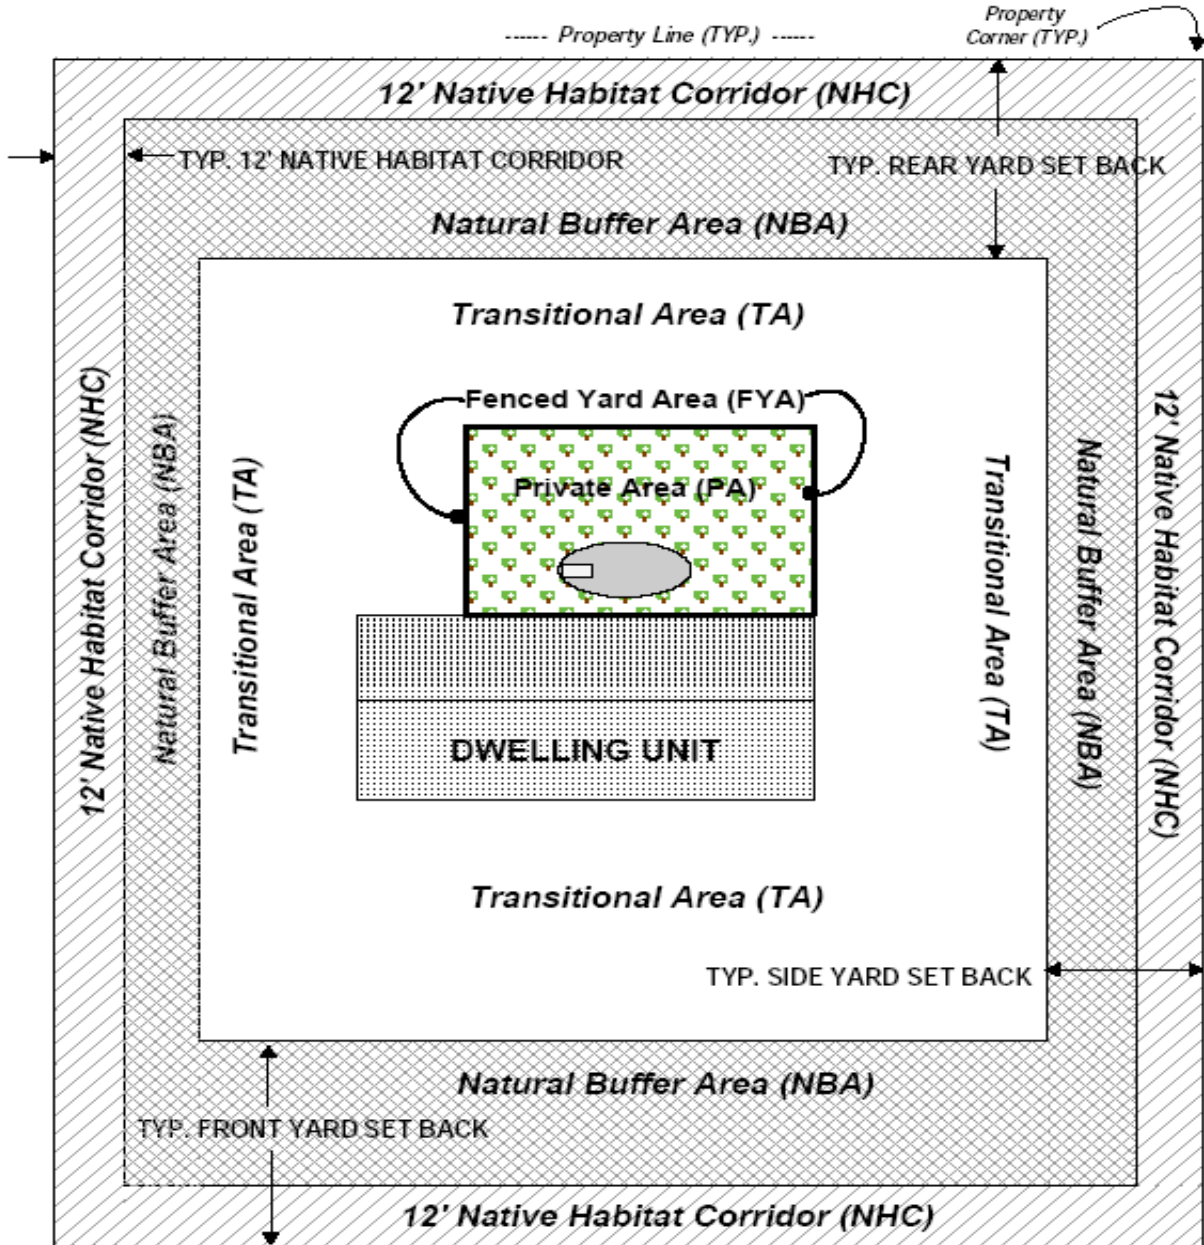 ------ Property Line (TYP.) ------
Property
Corner (TYP.)
12' Native Habitat Corridor (NHC)
TYP. 12' NATIVE HABITAT CORRIDOR
TYP. REAR YARD SET BACK
Natural Buffer Area (NBA)
Transitional Area (TA)
Fenced Yard Area (FYA)
Private Area (PA)
12' Native Habitat Corridor (NHC)
Natural Buffer Area (NBA)
Transitional Area (TA)
Transitional Area (TA)
Natural Buffer Area (NBA)
12' Native Habitat Corridor (NHC)
DWELLING UNIT
Transitional Area (TA)
TYP. SIDE YARD SET BACK
Natural Buffer Area (NBA)
TYP. FRONT YARD SET BACK
12' Native Habitat Corridor (NHC)